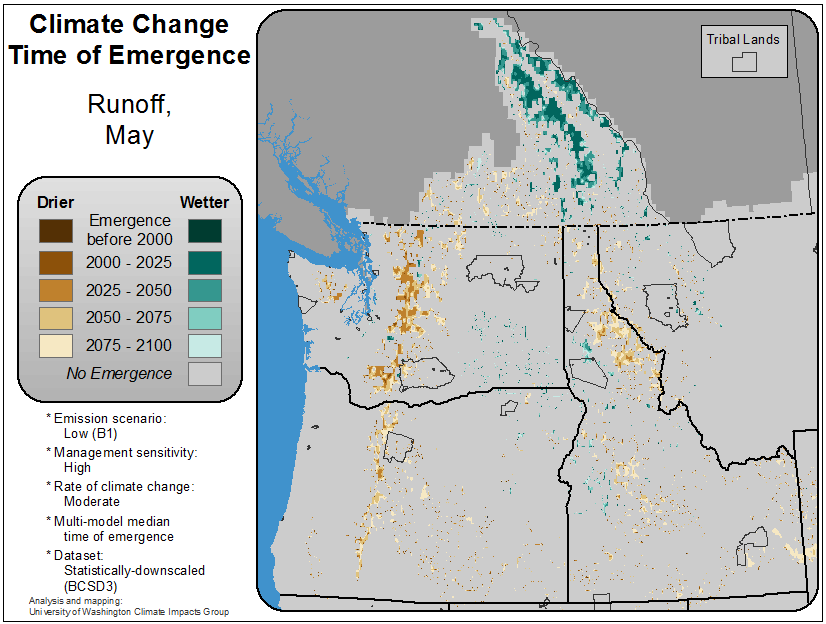 Climate Change
Time of Emergence
Runoff,
May
Drier
Wetter
Emergence
before 2000
2000 - 2025
2025 - 2050
2050 - 2075
2075 - 2100
No Emergence
* Emission scenario:
Low (B1)
* Management sensitivity:
High
* Rate of climate change:
Moderate
* Multi-model median
time of emergence
* Dataset:
Statistically-downscaled
(BCSD3)
Analysis and mapping:
University of Washington Climate Impacts Group
Tribal Lands